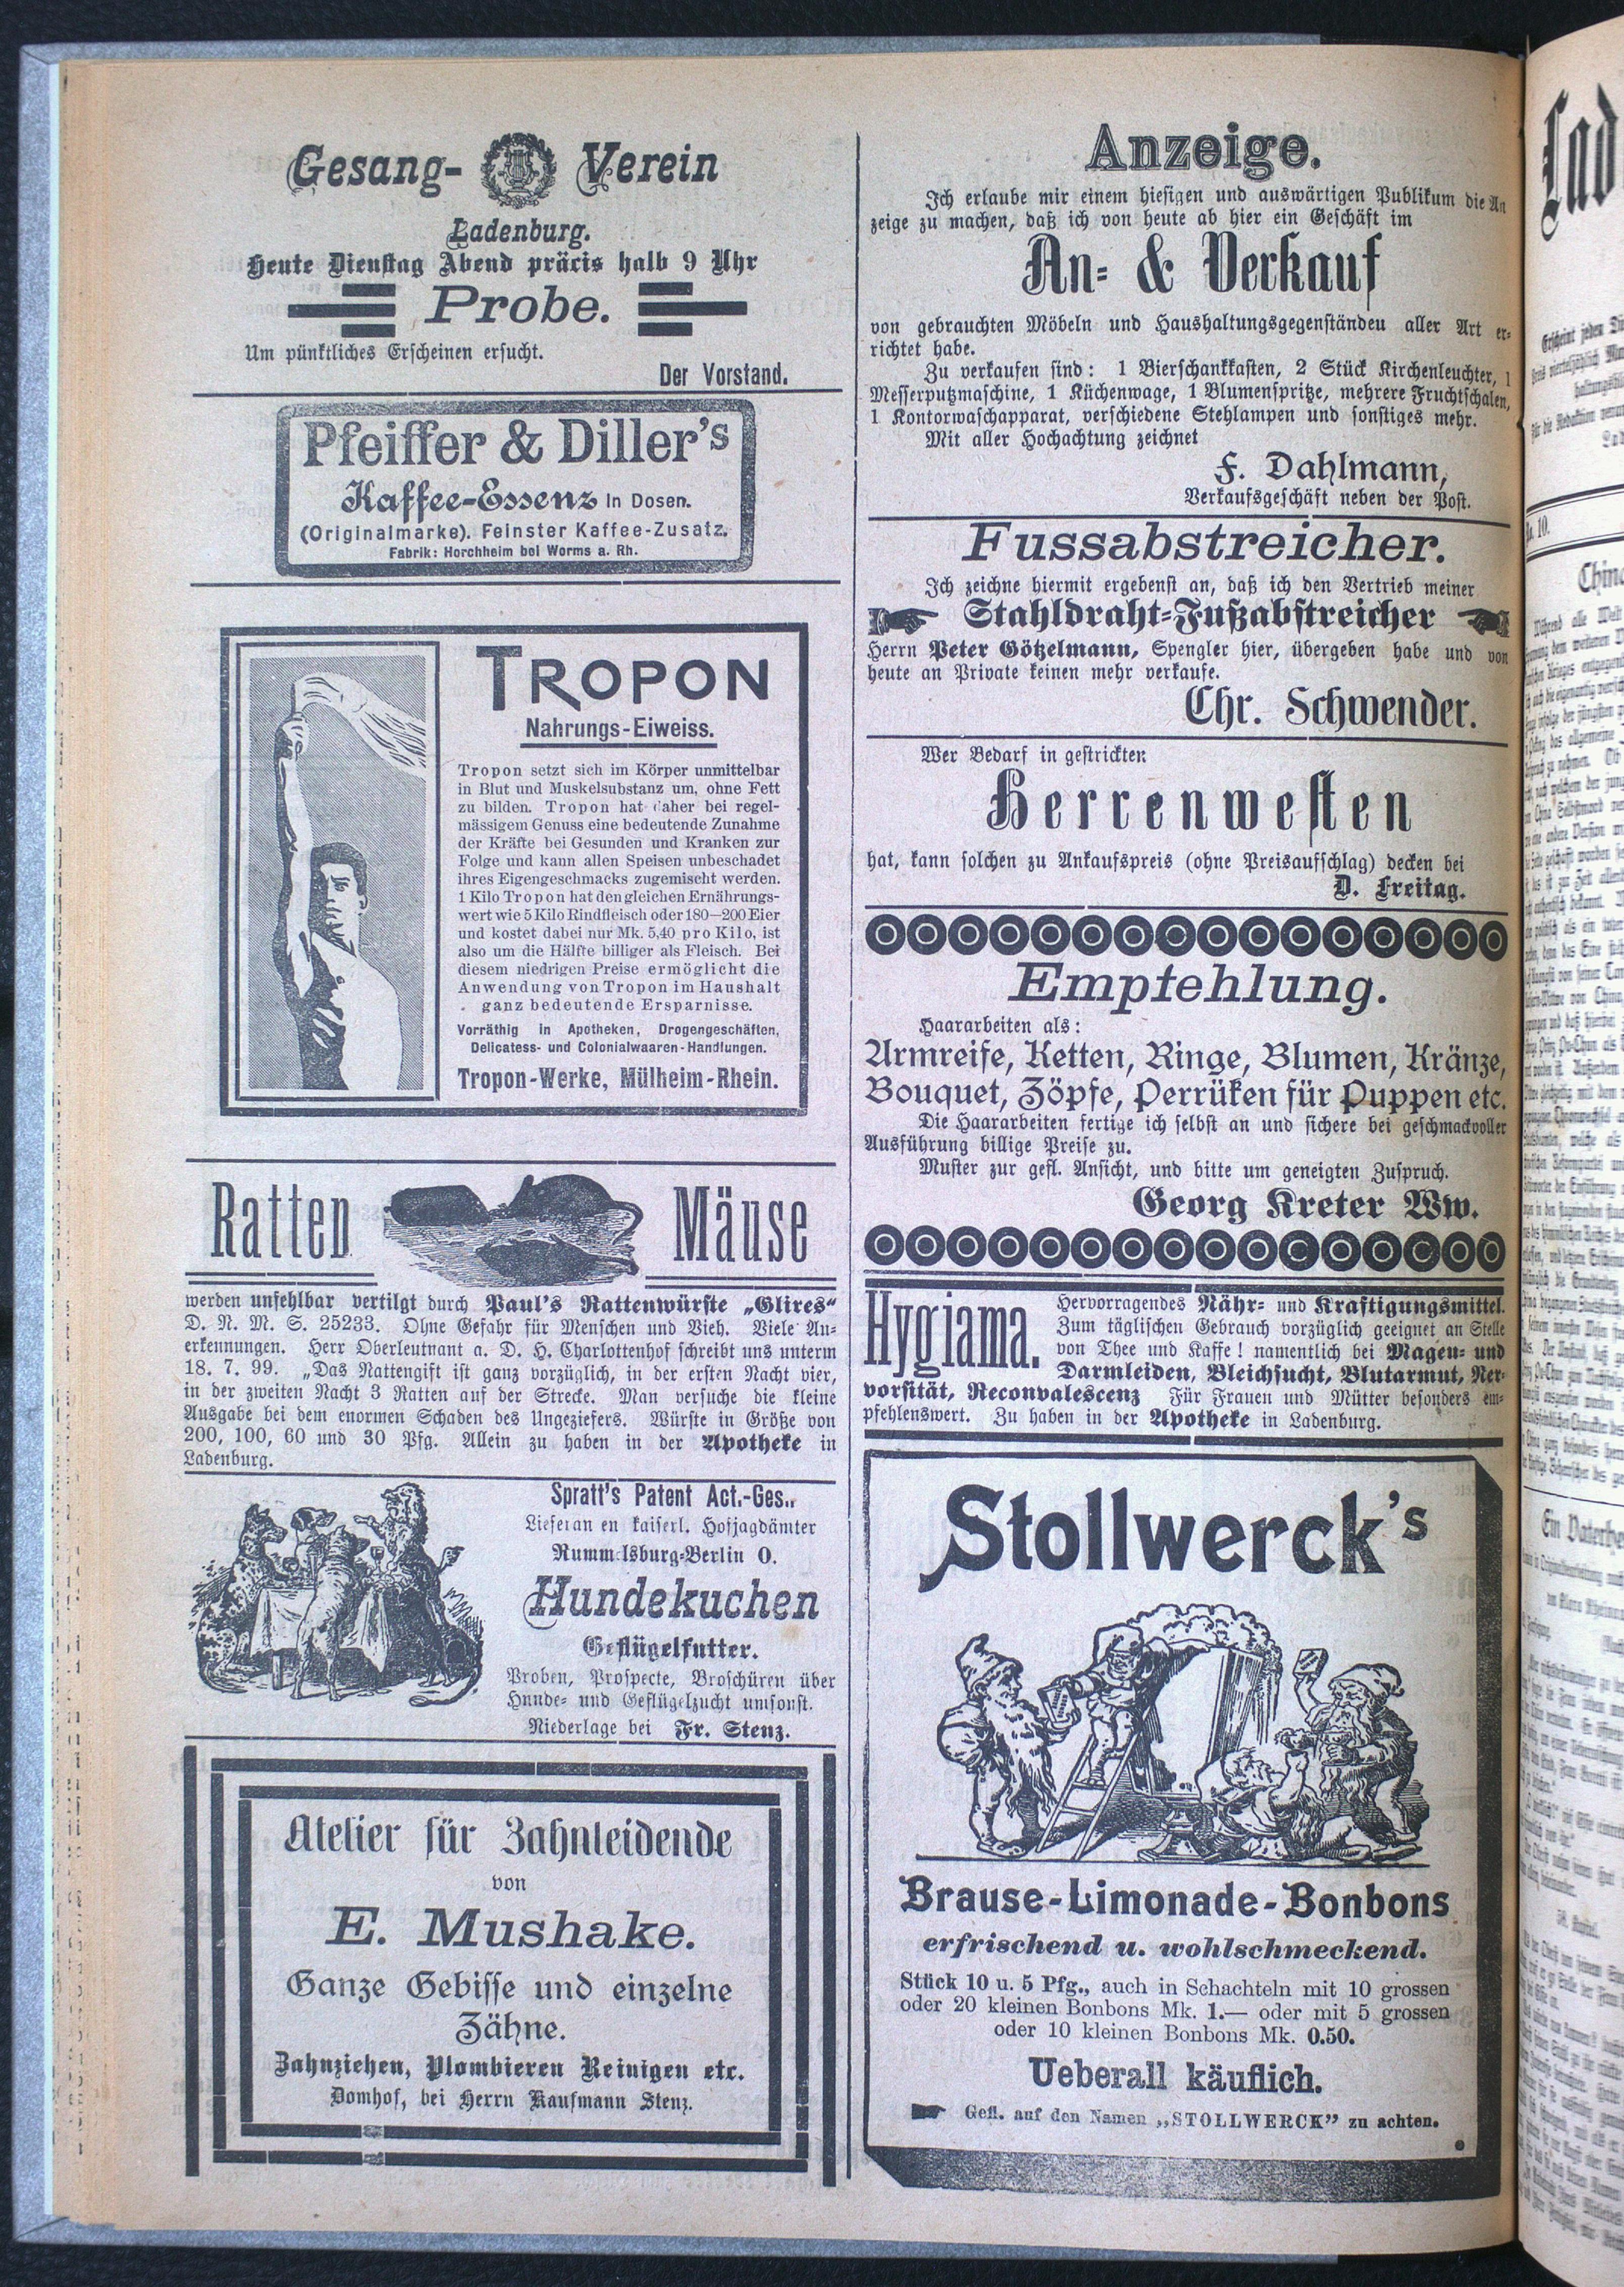 Gesang- Verein
Ladenburg.
Heute Dienstag Abend präcis halb 9 Uhr
Probe.
Um pünktliches Erscheinen ersucht.
Der Vorstand.
Pfeiffer & Diller's
Kaffee-Essenz in Dosen.
(Originalmarke). Feinster Kaffee-Zusatz.
Fabrik: Horchheim bei Worms a. Rh.
TROPON
Nahrungs-Eiweiss.
Tropon setzt sich im Körper unmittelbar
in Blut und Muskelsubstanz um, ohne Fett
zu bilden. Tropon hat daher bei regel-
mässigem Genuss eine bedeutende Zunahme
der Kräfte bei Gesunden und Kranken zur
Folge und kann allen Speisen unbeschadet
ihres Eigengeschmacks zugemischt werden.
1 Kilo Tropon hat den gleichen Ernährungs-
wert wie 5 Kilo Rindfleisch oder 180—200 Eier
und kostet dabei nur Mk. 5,40 pro Kilo, ist
also um die Hälfte billiger als Fleisch. Bei
diesem niedrigen Preise ermöglicht die
Anwendung von Tropon im Haushalt
ganz bedeutende Ersparnisse.
Vorräthig in Apotheken, Drogengeschäften,
Delicatess- und Colonialwaaren-Handlungen.
Tropon-Werke, Mülheim-Rhein.
Ratten Mäuse
werden unfehlbar vertilgt durch Paul's Rattenwürste „Glires“
D. R. M. S. 25233. Ohne Gefahr für Menschen und Vieh. Viele An-
erkennungen. Herr Oberleutnant a. D. H. Charlottenhof schreibt uns unterm
18. 7. 99. „Das Rattengift ist ganz vorzüglich, in der ersten Nacht vier,
in der zweiten Nacht 3 Ratten auf der Strecke. Man versuche die kleine
Ausgabe bei dem enormen Schaden des Ungeziefers. Würste in Größe von
200, 100, 60 und 30 Pfg. Allein zu haben in der Apotheke in
Ladenburg.
Spratt's Patent Act.-Ges.,
Lieferanten kaiserl. Hofjagdämter
Rummelsburg-Berlin O.
Hundekuchen
Geflügelfutter.
Proben, Prospecte, Broschüren über
Hunde- und Geflügelzucht umsonst.
Niederlage bei Fr. Stenz.
Atelier für Zahnleidende
von
E. Mushake.
Ganze Gebisse und einzelne
Zähne.
Zahnziehen, Plombieren Reinigen etc.
Domhof, bei Herrn Kaufmann Stenz.
Anzeige.
Ich erlaube mir einem hiesigen und auswärtigen Publikum die An
zeige zu machen, daß ich von heute ab hier ein Geschäft im
An- & Verkauf
von gebrauchten Möbeln und Haushaltungsgegenständen aller Art er-
richtet habe.
Zu verkaufen sind: 1 Bierschankkasten, 2 Stück Kirchenleuchter, 1
Messerputzmaschine, 1 Küchenwage, 1 Blumenspritze, mehrere Fruchtschalen,
1 Kontorwaschapparat, verschiedene Stehlampen und sonstiges mehr.
Mit aller Hochachtung zeichnet
F. Dahlmann,
Verkaufsgeschäft neben der Post.
Fussabstreicher.
Ich zeichne hiermit ergebenst an, daß ich den Vertrieb meiner
Stahldraht-Fußabstreicher
Herrn Peter Götzelmann, Spengler hier, übergeben habe und von
heute an Private keinen mehr verkaufe.
Chr. Schwender.
Wer Bedarf in gestrickten
Herrenwesten
hat, kann solchen zu Ankaufspreis (ohne Preisaufschlag) decken bei
D. Freitag.
Empfehlung.
Haararbeiten als:
Armreife, Ketten, Ringe, Blumen, Kränze,
Bouquet, Zöpfe, Perrüken für Puppen etc.
Die Haararbeiten fertige ich selbst an und sichere bei geschmackvoller
Ausführung billige Preise zu.
Muster zur gefl. Ansicht, und bitte um geneigten Zuspruch.
Georg Kreter Ww.
Hygiama.
Hervorragendes Nähr- und Kraftigungsmittel.
Zum täglischen Gebrauch vorzüglich geeignet an Stelle
von Thee und Kaffe! namentlich bei Magen- und
Darmleiden, Bleichsucht, Blutarmut, Ner-
vorsität, Reconvalescenz Für Frauen und Mütter besonders em-
pfehlenswert. Zu haben in der Apotheke in Ladenburg.
Stollwerck's
Brause-Limonade-Bonbons
erfrischend u. wohlschmeckend.
Stück 10 u. 5 Pfg., auch in Schachteln mit 10 grossen
oder 20 kleinen Bonbons Mk. 1.— oder mit 5 grossen
oder 10 kleinen Bonbons Mk. 0.50.
Ueberall käuflich.
Gefl. auf den Namen „STOLLWERCK” zu achten.
Lad
No. 10.